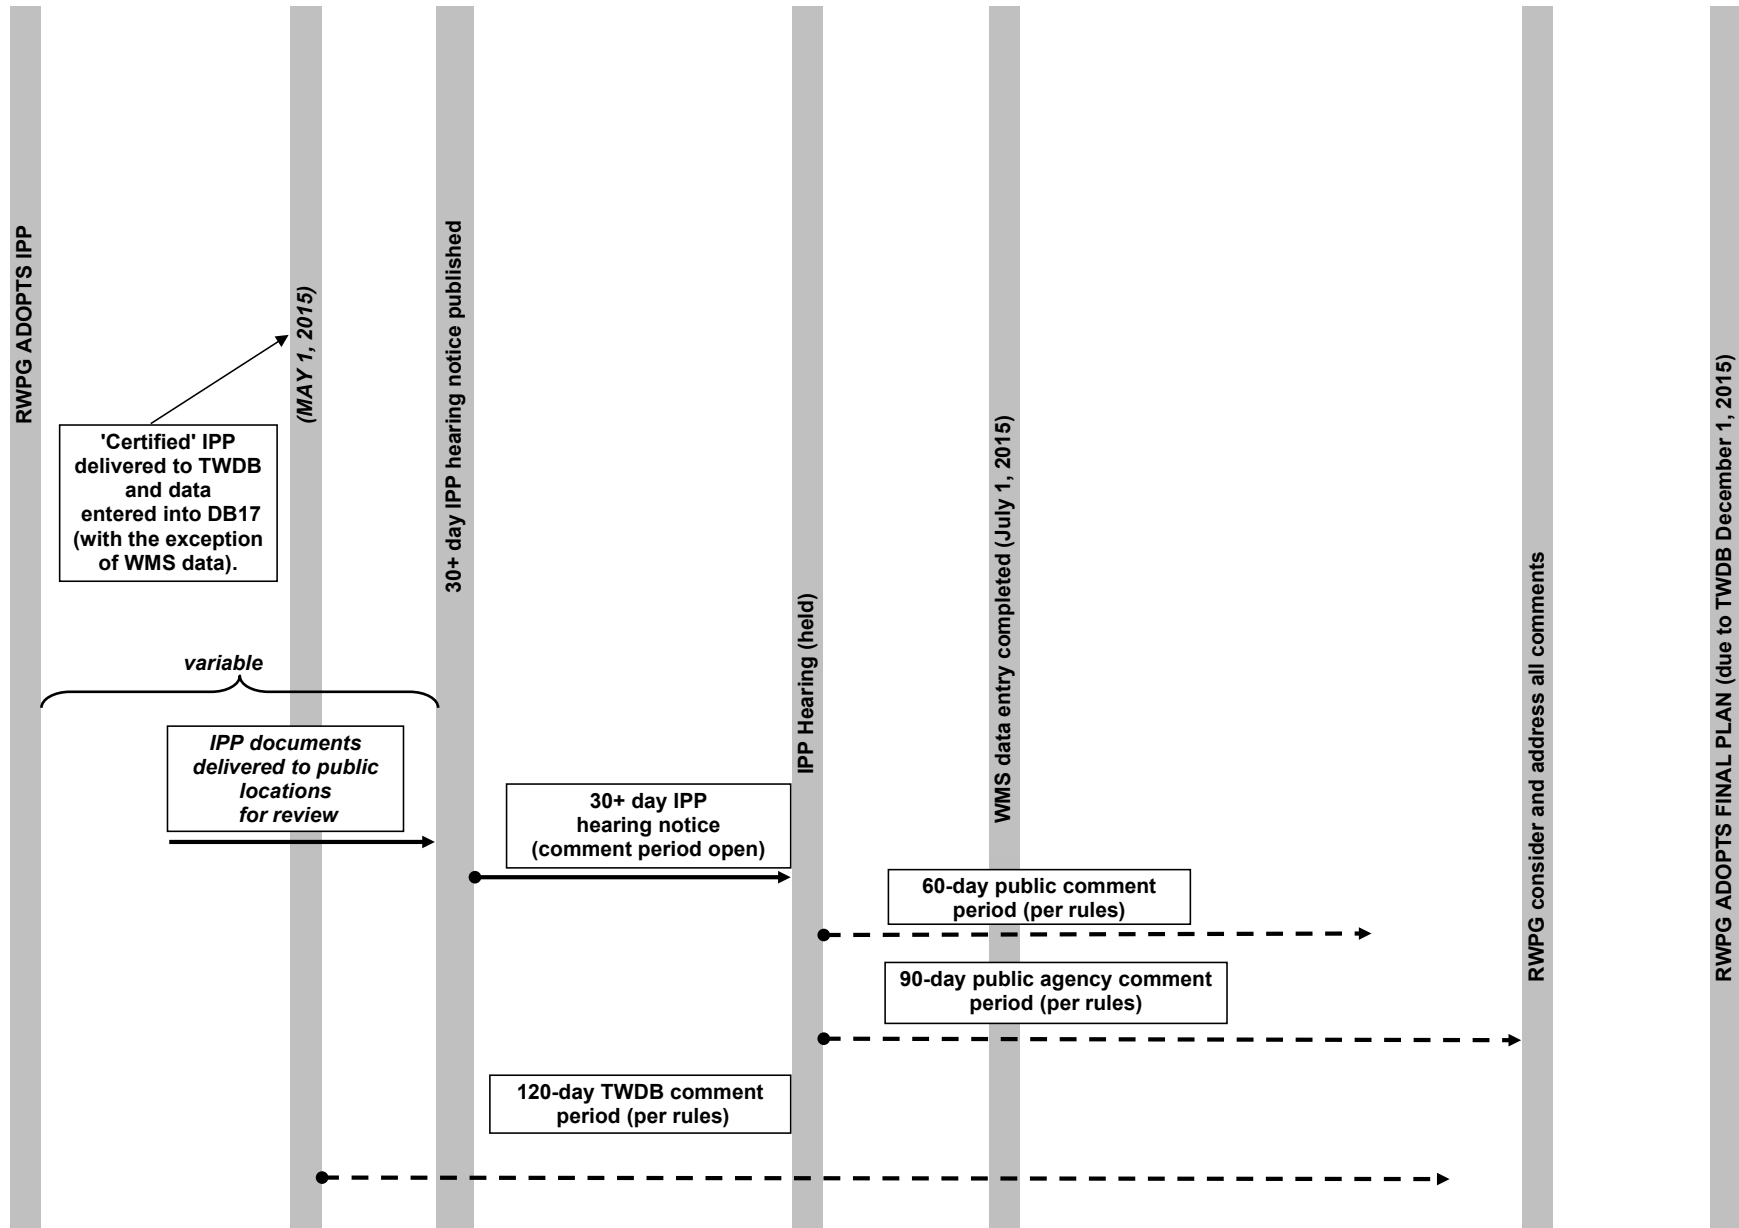 RWPG ADOPTS IPP
(MAY 1, 2015)
30+ day IPP hearing notice published
IPP Hearing (held)
WMS data entry completed (July 1, 2015)
RWPG consider and address all comments
RWPG ADOPTS FINAL PLAN (due to TWDB December 1, 2015)
'Certified' IPP
delivered to TWDB
and data
entered into DB17
(with the exception
of WMS data).
variable
IPP documents
delivered to public
locations
for review
30+ day IPP
hearing notice
(comment period open)
60-day public comment
period (per rules)
90-day public agency comment
period (per rules)
120-day TWDB comment
period (per rules)